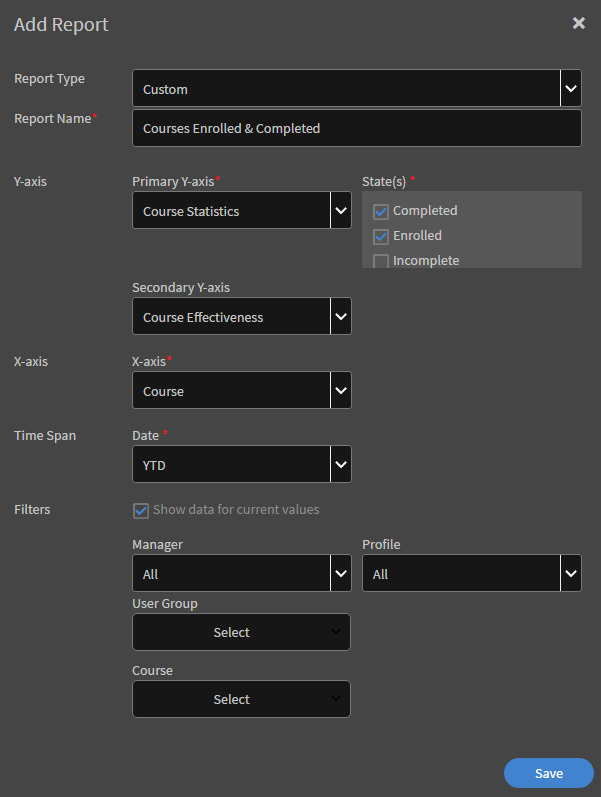 Add Report
Report Type
Custom
Report Name*
Courses Enrolled & Completed
Y-axis
Primary Y-axis*
State(s) *
Course Statistics
Completed
Enrolled
Incomplete
Secondary Y-axis
Course Effectiveness
X-axis
X-axis*
Course
Time Span
Date *
YTD
Filters
Show data for current values
Manager
Profile
All
All
User Group
Select
Course
Select
Save